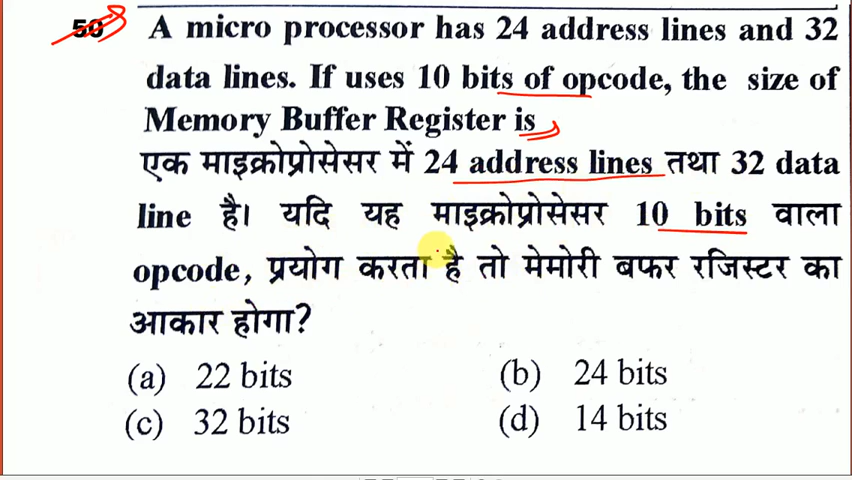 50 A micro processor has 24 address lines and 32
data lines. If uses 10 bits of opcode, the size of
Memory Buffer Register is
एक माइक्रोप्रोसेसर में 24 address lines तथा 32 data
line है। यदि यह माइक्रोप्रोसेसर 10 bits वाला
opcode, प्रयोग करता है तो मेमोरी बफर रजिस्टर का
आकार होगा?
(a) 22 bits (b) 24 bits
(c) 32 bits (d) 14 bits